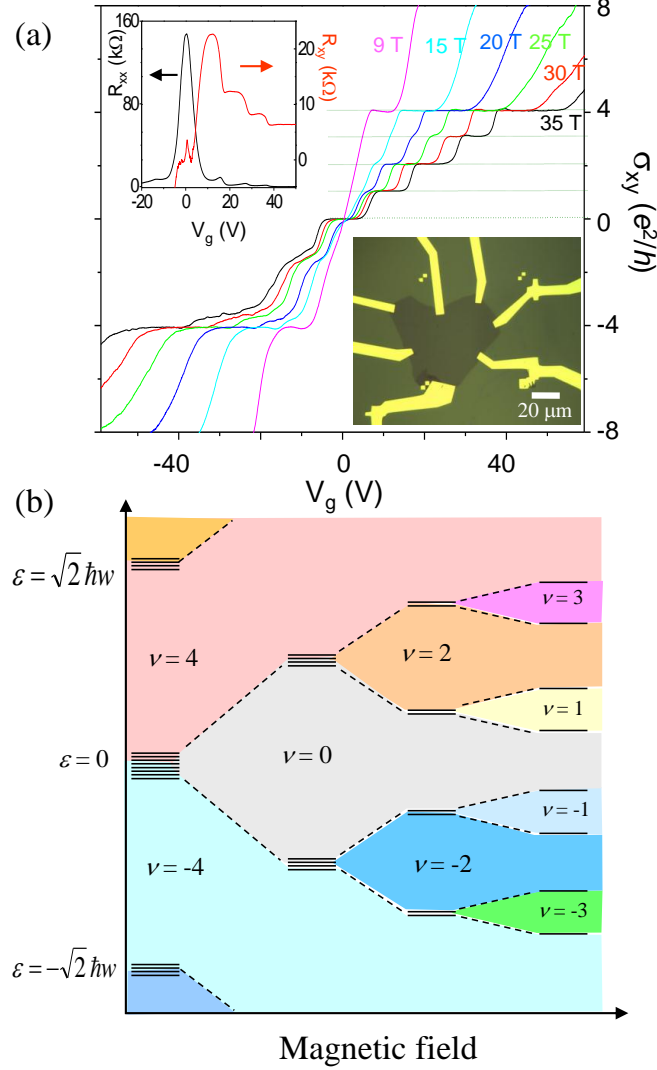 (a)
160
80
0
R_xx (kΩ)
20
10
0
R_xy (kΩ)
-20 0 20 40
V_g (V)
9 T
15 T
20 T
25 T
30 T
35 T
8
4
0
-4
-8
σ_xy (e²/h)
20 μm
-40 0 40
V_g (V)
(b)
ε = √2 ħw
ν = 3
ν = 4
ν = 2
ν = 1
ε = 0
ν = 0
ν = -1
ν = -4
ν = -2
ν = -3
ε = -√2 ħw
Magnetic field